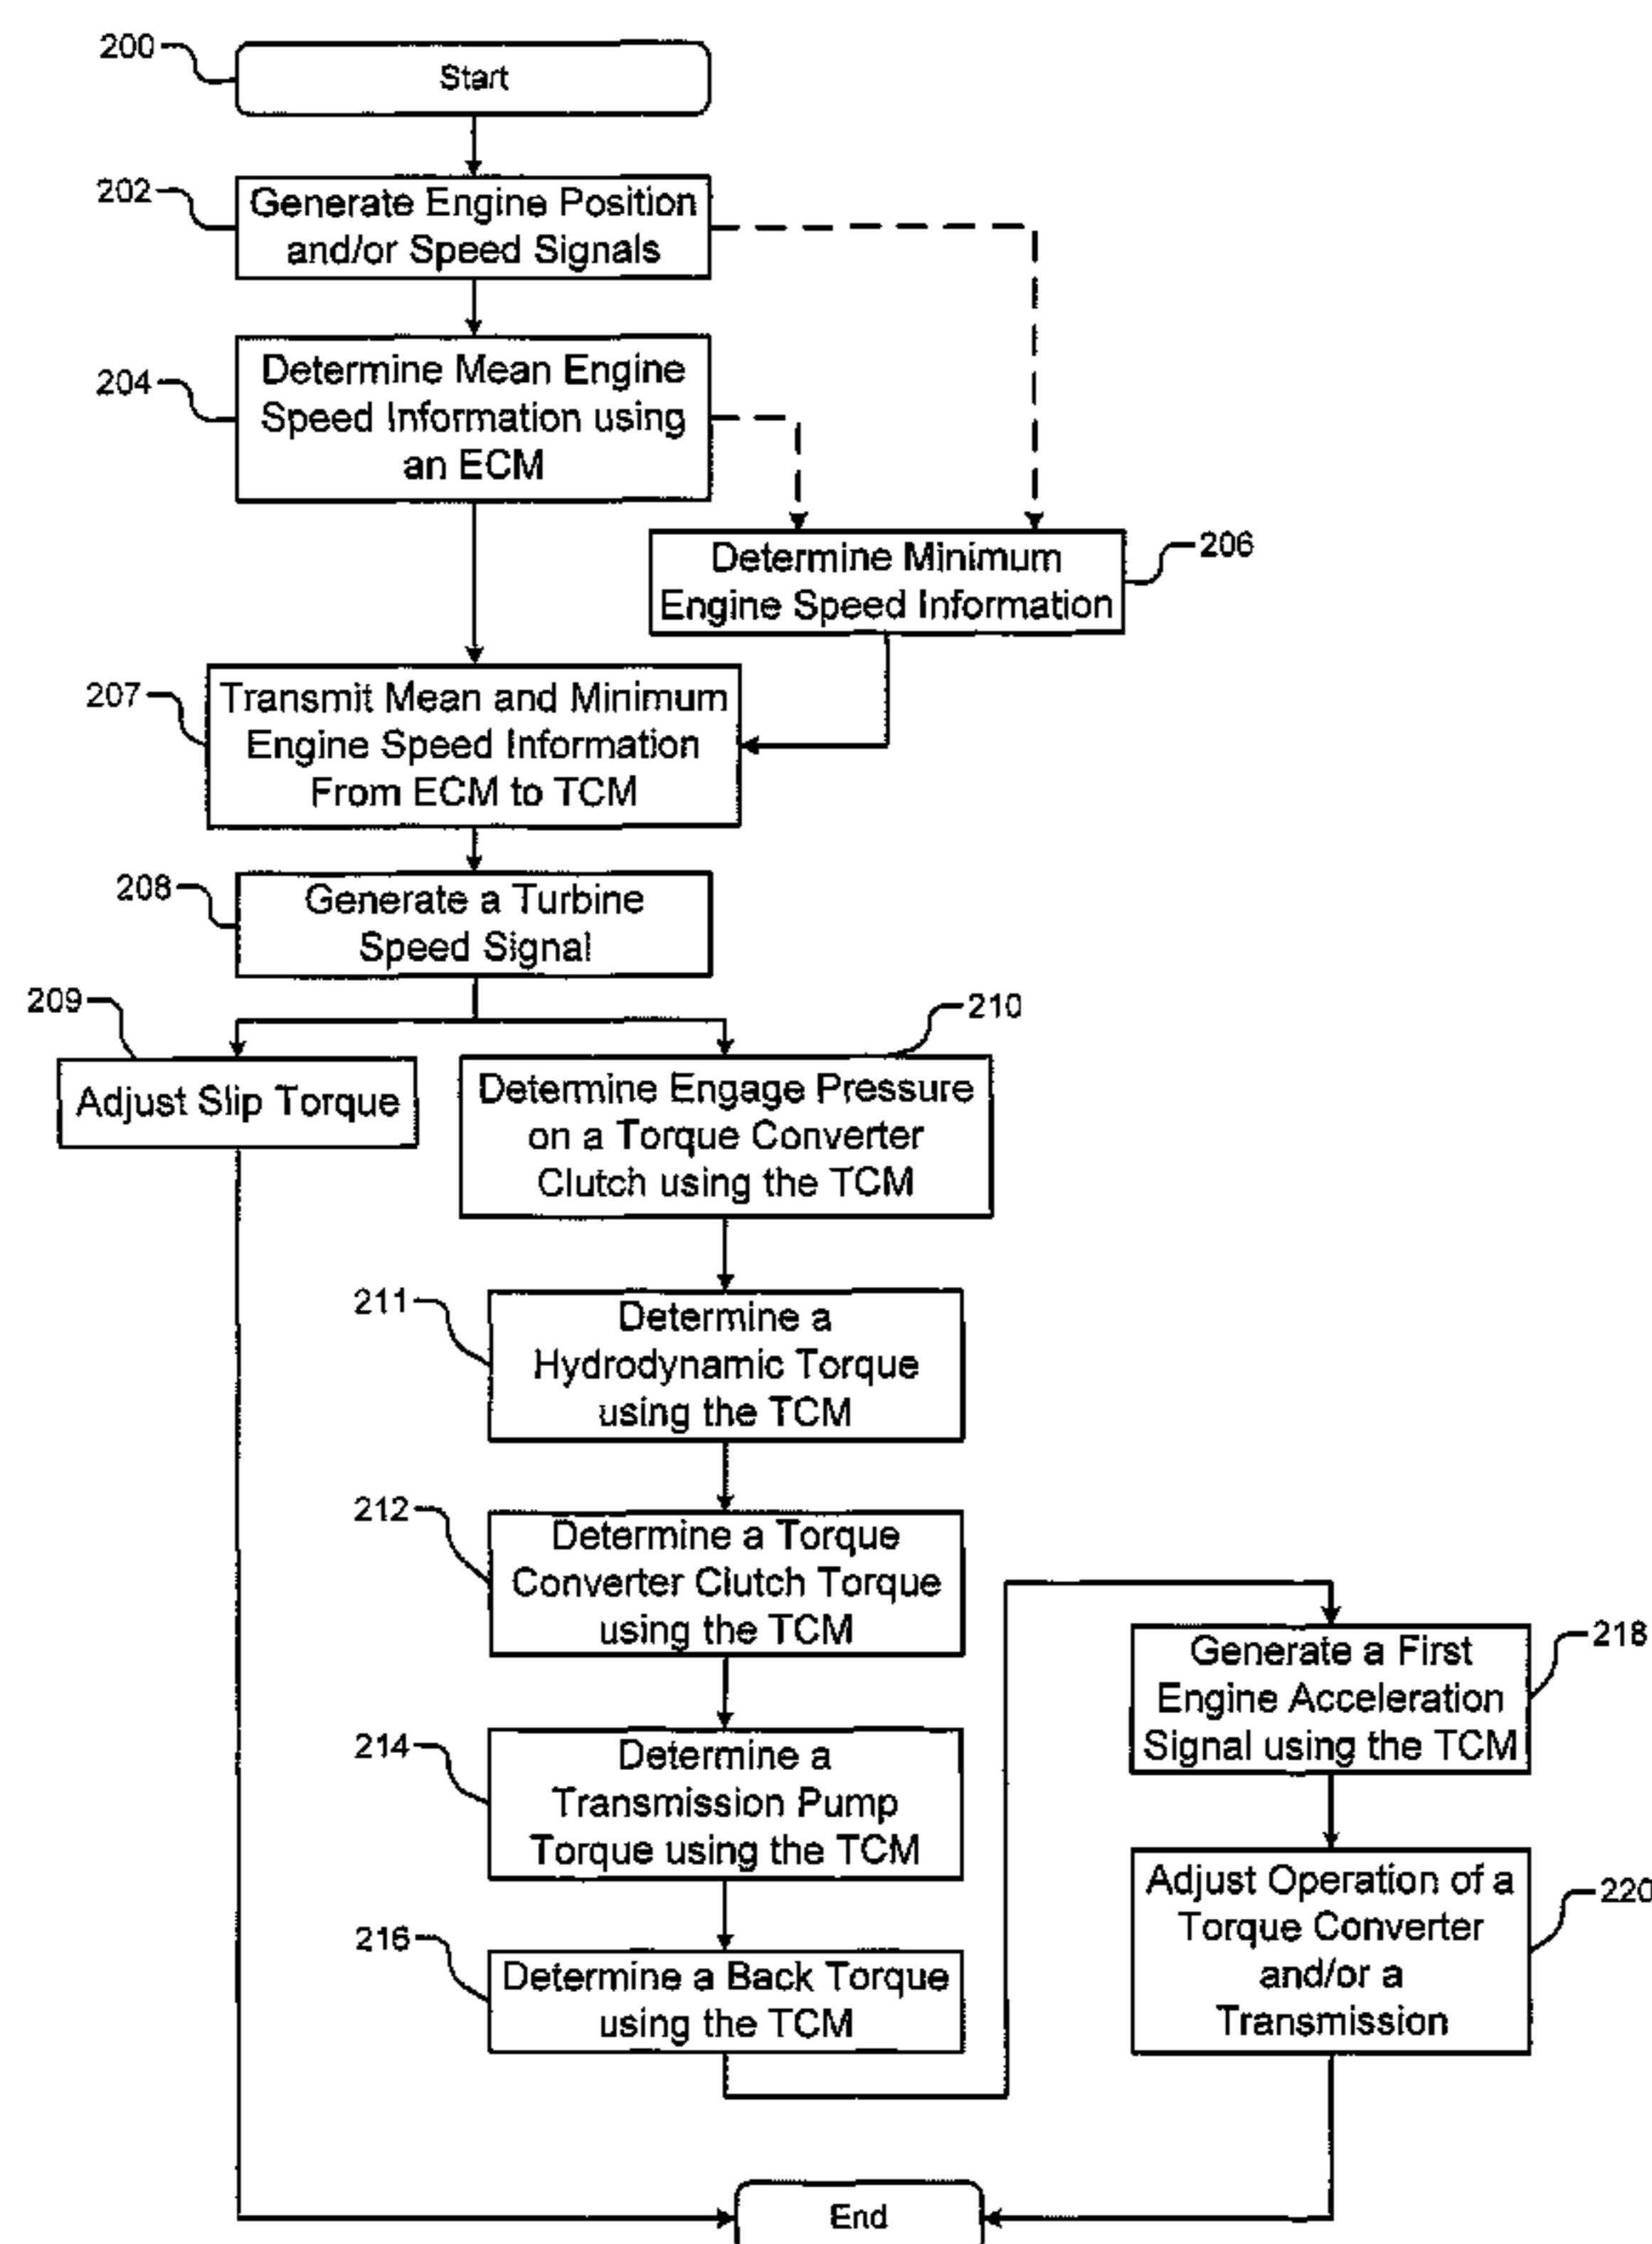 200
Start
202
Generate Engine Position
and/or Speed Signals
204
Determine Mean Engine
Speed Information using
an ECM
Determine Minimum
Engine Speed Information
206
207
Transmit Mean and Minimum
Engine Speed Information
From ECM to TCM
208
Generate a Turbine
Speed Signal
209
210
Adjust Slip Torque
Determine Engage Pressure
on a Torque Converter
Clutch using the TCM
211
Determine a
Hydrodynamic Torque
using the TCM
212
Determine a Torque
Converter Clutch Torque
using the TCM
214
Determine a
Transmission Pump
Torque using the TCM
216
Determine a Back Torque
using the TCM
Generate a First
Engine Acceleration
Signal using the TCM
218
Adjust Operation of a
Torque Converter
and/or a
Transmission
220
End